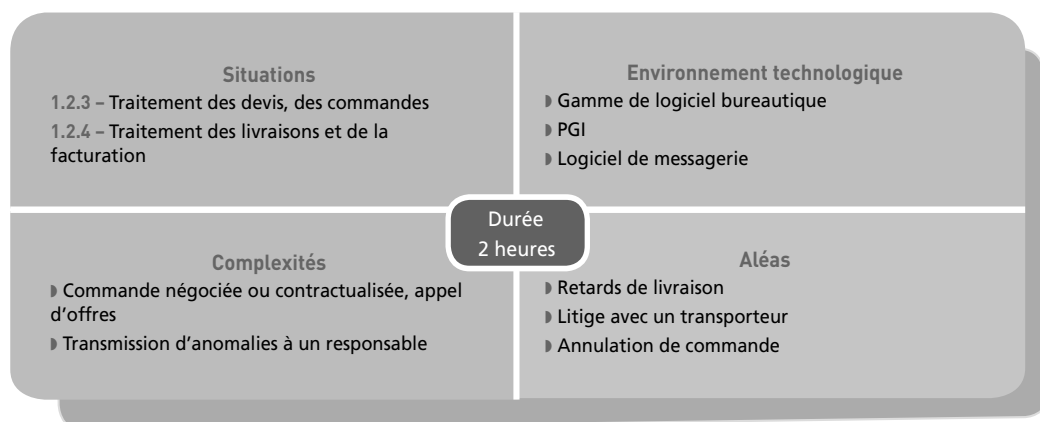 Situations
1.2.3 – Traitement des devis, des commandes
1.2.4 – Traitement des livraisons et de la
facturation
Environnement technologique
◗ Gamme de logiciel bureautique
◗ PGI
◗ Logiciel de messagerie
Durée
2 heures
Complexités
◗ Commande négociée ou contractualisée, appel
d’offres
◗ Transmission d’anomalies à un responsable
Aléas
◗ Retards de livraison
◗ Litige avec un transporteur
◗ Annulation de commande